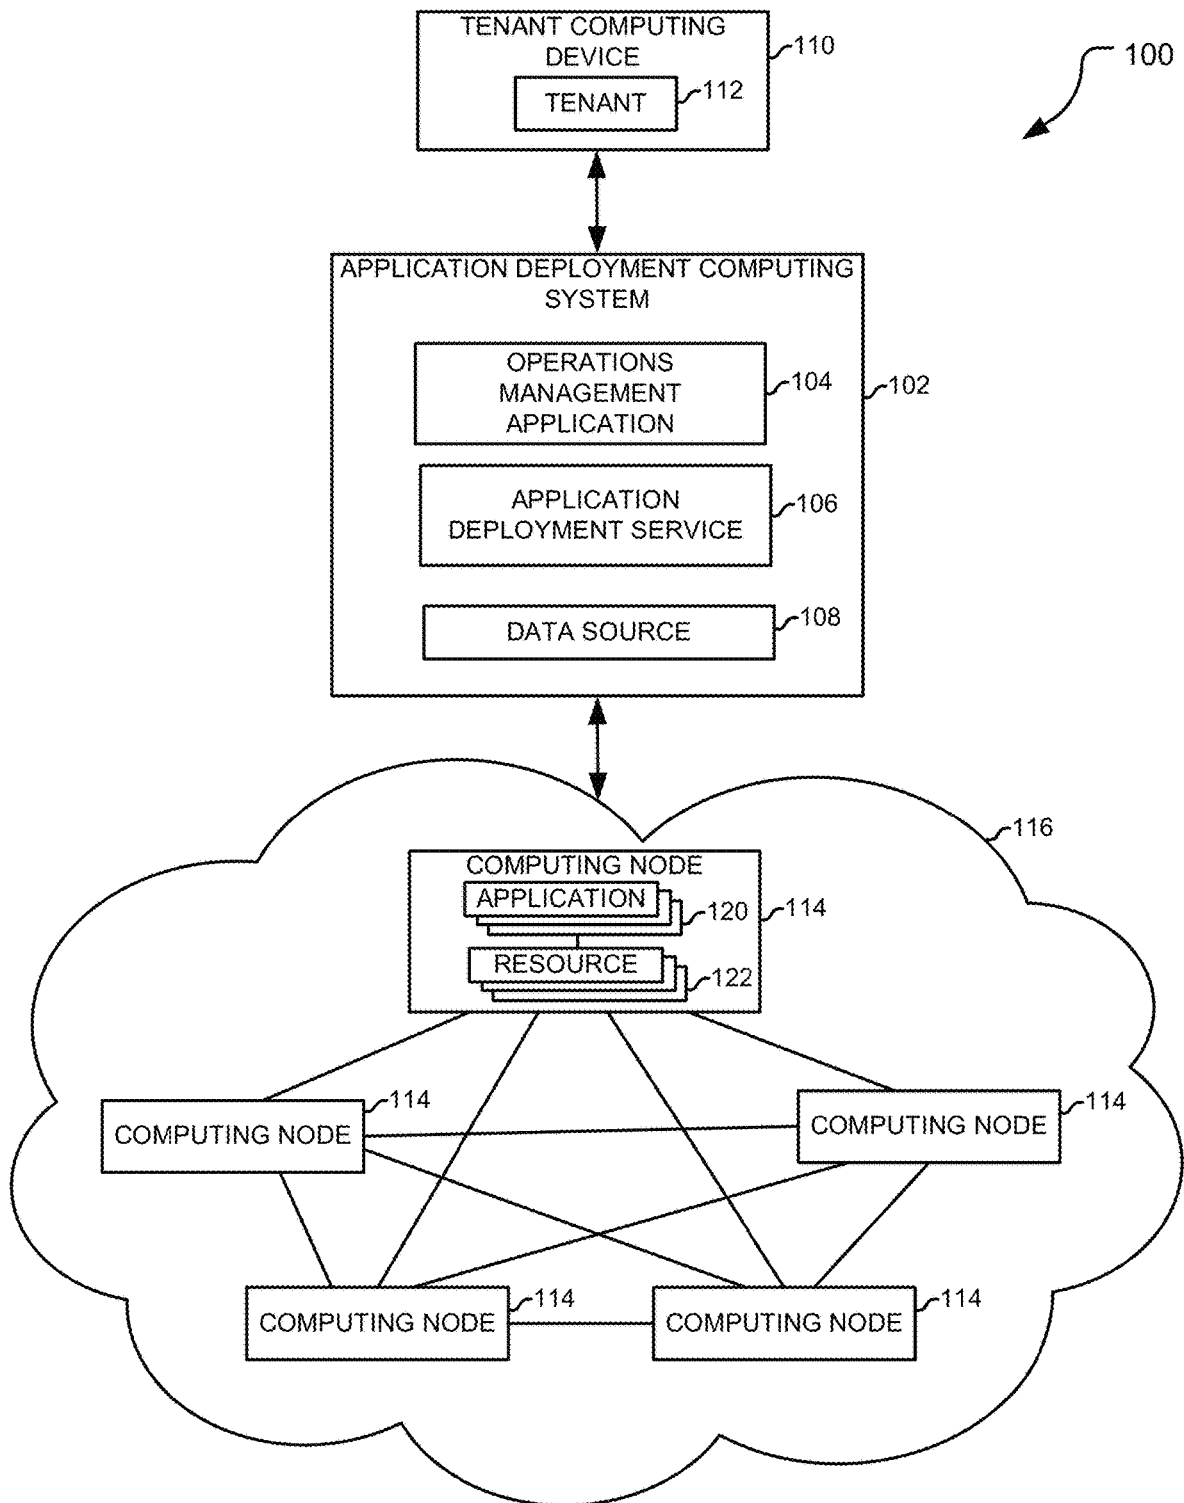 TENANT COMPUTING
DEVICE
110
100
TENANT
112
APPLICATION DEPLOYMENT COMPUTING
SYSTEM
OPERATIONS
MANAGEMENT
APPLICATION
104
102
APPLICATION
DEPLOYMENT SERVICE
106
DATA SOURCE
108
116
COMPUTING NODE
APPLICATION
120
114
RESOURCE
122
COMPUTING NODE
114
COMPUTING NODE
114
COMPUTING NODE
114
COMPUTING NODE
114